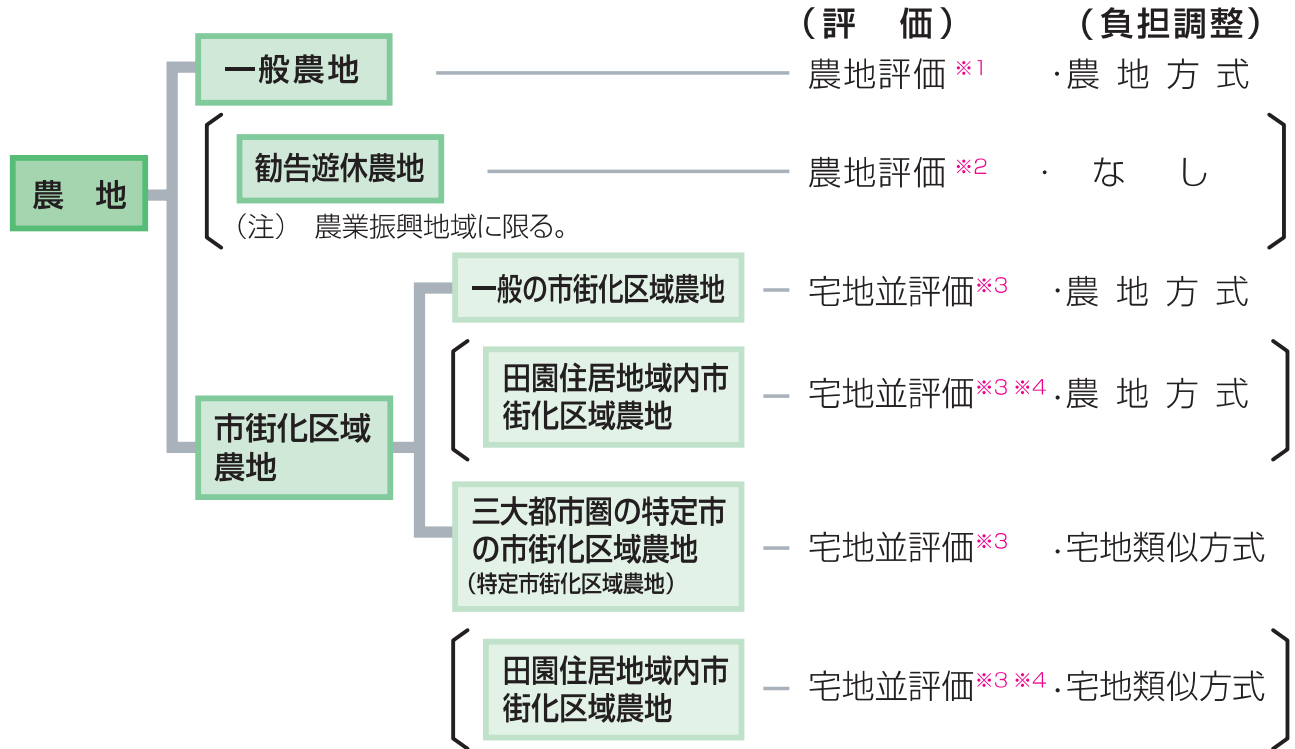 （評　価）　（負担調整）
一般農地　農地評価※1　・農地方式
農　地
勧告遊休農地　農地評価※2　・なし
（注）　農業振興地域に限る。
一般の市街化区域農地　宅地並評価※3　・農地方式
田園住居地域内市
街化区域農地
宅地並評価※3 ※4・農地方式
市街化区域
農地
三大都市圏の特定市
の市街化区域農地
（特定市街化区域農地）
宅地並評価※3　・宅地類似方式
田園住居地域内市
街化区域農地
宅地並評価※3 ※4・宅地類似方式